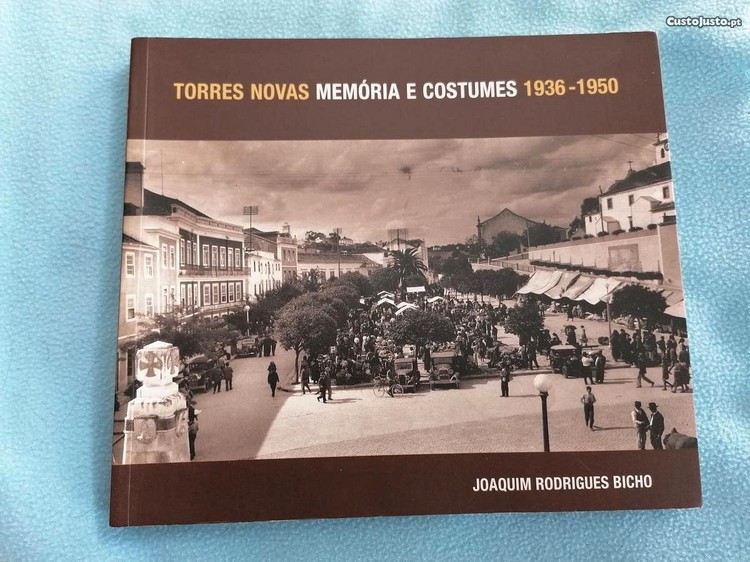 CustoJusto.pt
TORRES NOVAS MEMÓRIA E COSTUMES 1936-1950
JOAQUIM RODRIGUES BICHO